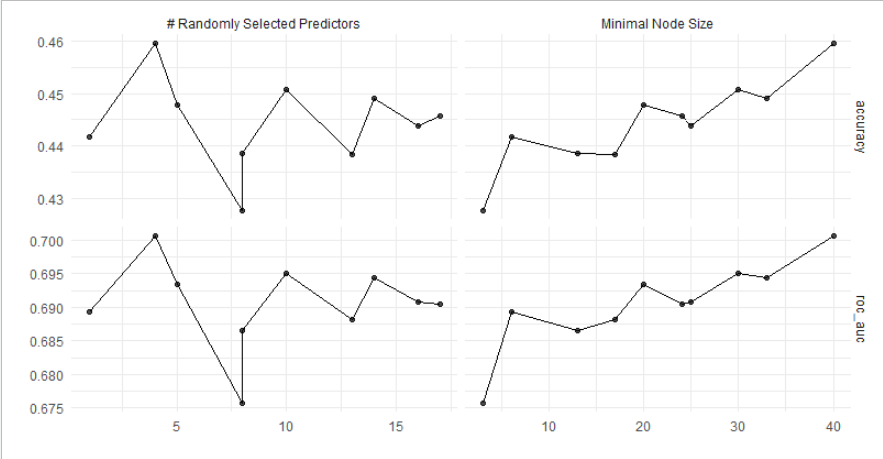 # Randomly Selected Predictors
Minimal Node Size
0.46
0.45
0.44
0.43
accuracy
0.700
0.695
0.690
0.685
0.680
0.675
roc_auc
5 10 15
10 20 30 40